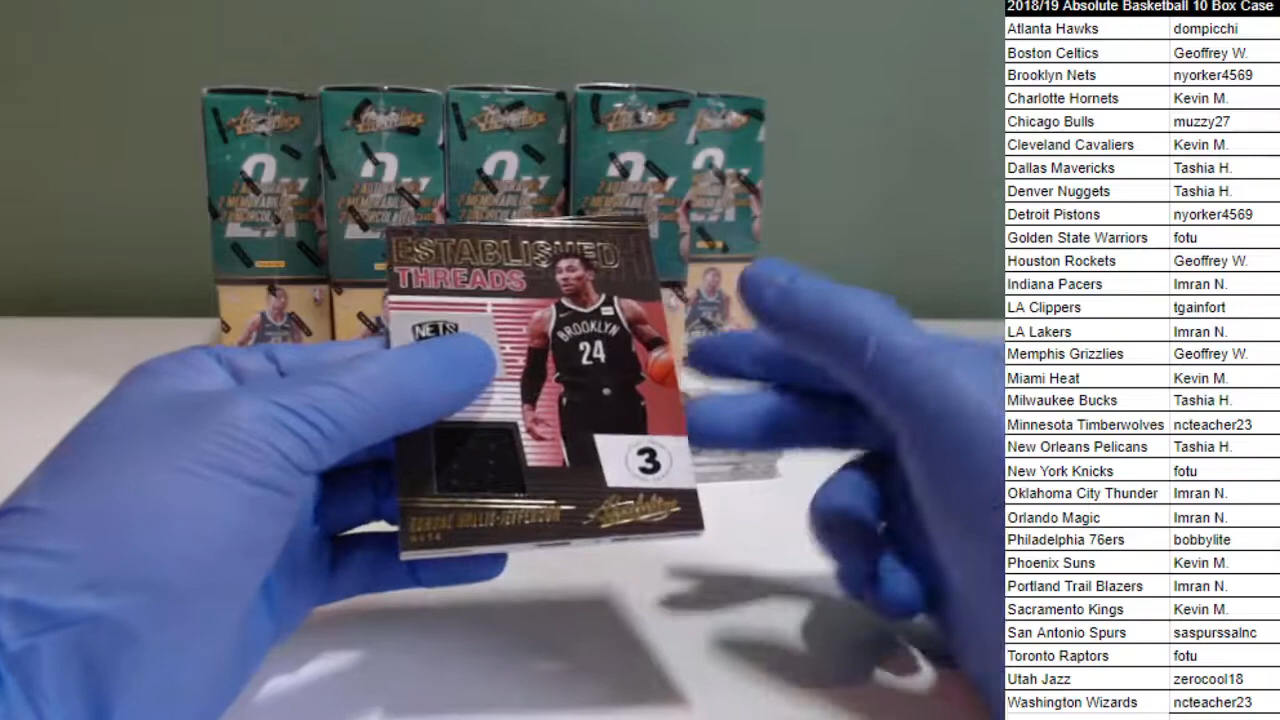 2018/19 Absolute Basketball 10 Box Case
Atlanta Hawks dompicchi
Boston Celtics Geoffrey W.
Brooklyn Nets nyorker4569
Charlotte Hornets Kevin M.
Chicago Bulls muzzy27
Cleveland Cavaliers Kevin M.
Dallas Mavericks Tashia H.
Denver Nuggets Tashia H.
Detroit Pistons nyorker4569
Golden State Warriors fotu
Houston Rockets Geoffrey W.
Indiana Pacers Imran N.
LA Clippers tgainfort
LA Lakers Imran N.
Memphis Grizzlies Geoffrey W.
Miami Heat Kevin M.
Milwaukee Bucks Tashia H.
Minnesota Timberwolves ncteacher23
New Orleans Pelicans Tashia H.
New York Knicks fotu
Oklahoma City Thunder Imran N.
Orlando Magic Imran N.
Philadelphia 76ers bobbylite
Phoenix Suns Kevin M.
Portland Trail Blazers Imran N.
Sacramento Kings Kevin M.
San Antonio Spurs saspurssalnc
Toronto Raptors fotu
Utah Jazz zerocool18
Washington Wizards ncteacher23
ESTABLISHED
THREADS
NETS
BROOKLYN
24
3
Absolute